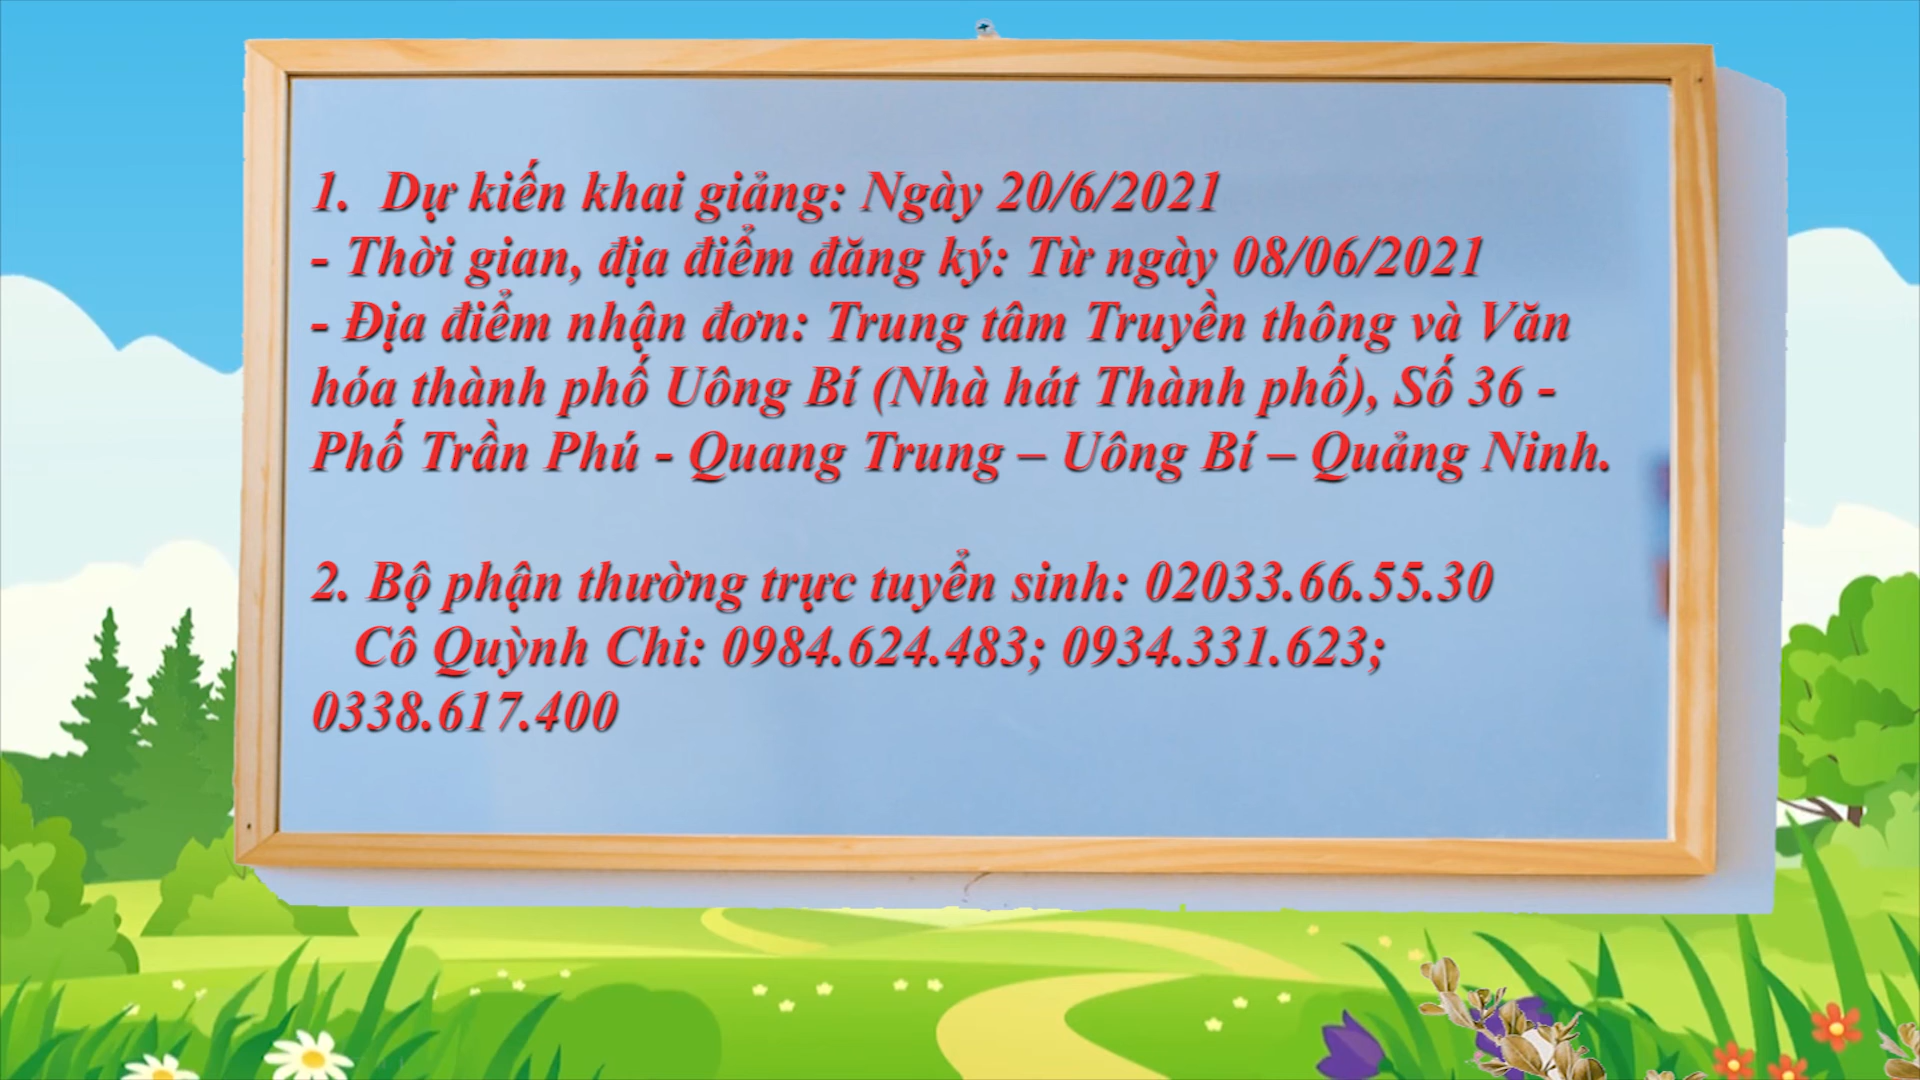 1. Dự kiến khai giảng: Ngày 20/6/2021
- Thời gian, địa điểm đăng ký: Từ ngày 08/06/2021
- Địa điểm nhận đơn: Trung tâm Truyền thông và Văn
hóa thành phố Uông Bí (Nhà hát Thành phố), Số 36 -
Phố Trần Phú - Quang Trung – Uông Bí – Quảng Ninh.
2. Bộ phận thường trực tuyển sinh: 02033.66.55.30
Cô Quỳnh Chi: 0984.624.483; 0934.331.623;
0338.617.400